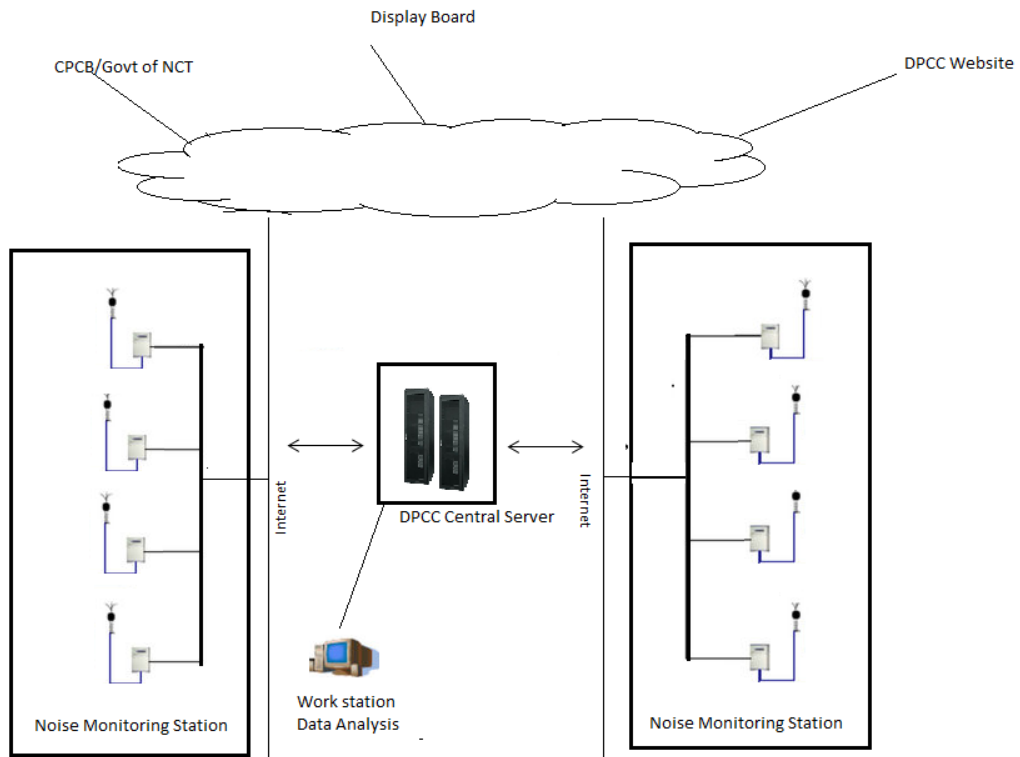 Display Board
CPCB/Govt of NCT
DPCC Website
Internet
Internet
DPCC Central Server
Work station
Data Analysis
Noise Monitoring Station
Noise Monitoring Station